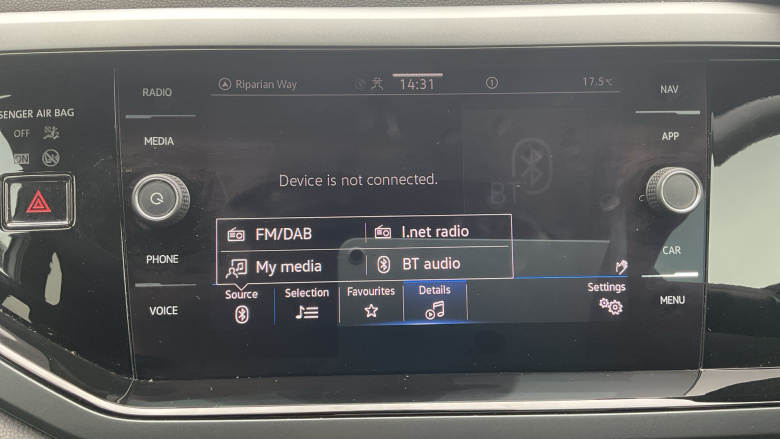 SENGER AIR BAG
OFF
ON
RADIO
MEDIA
PHONE
VOICE
Riparian Way
14:31
1
17.5°C
BT
Device is not connected.
FM/DAB
I.net radio
My media
BT audio
Source
Selection
Favourites
Details
Settings
NAV
APP
CAR
MENU